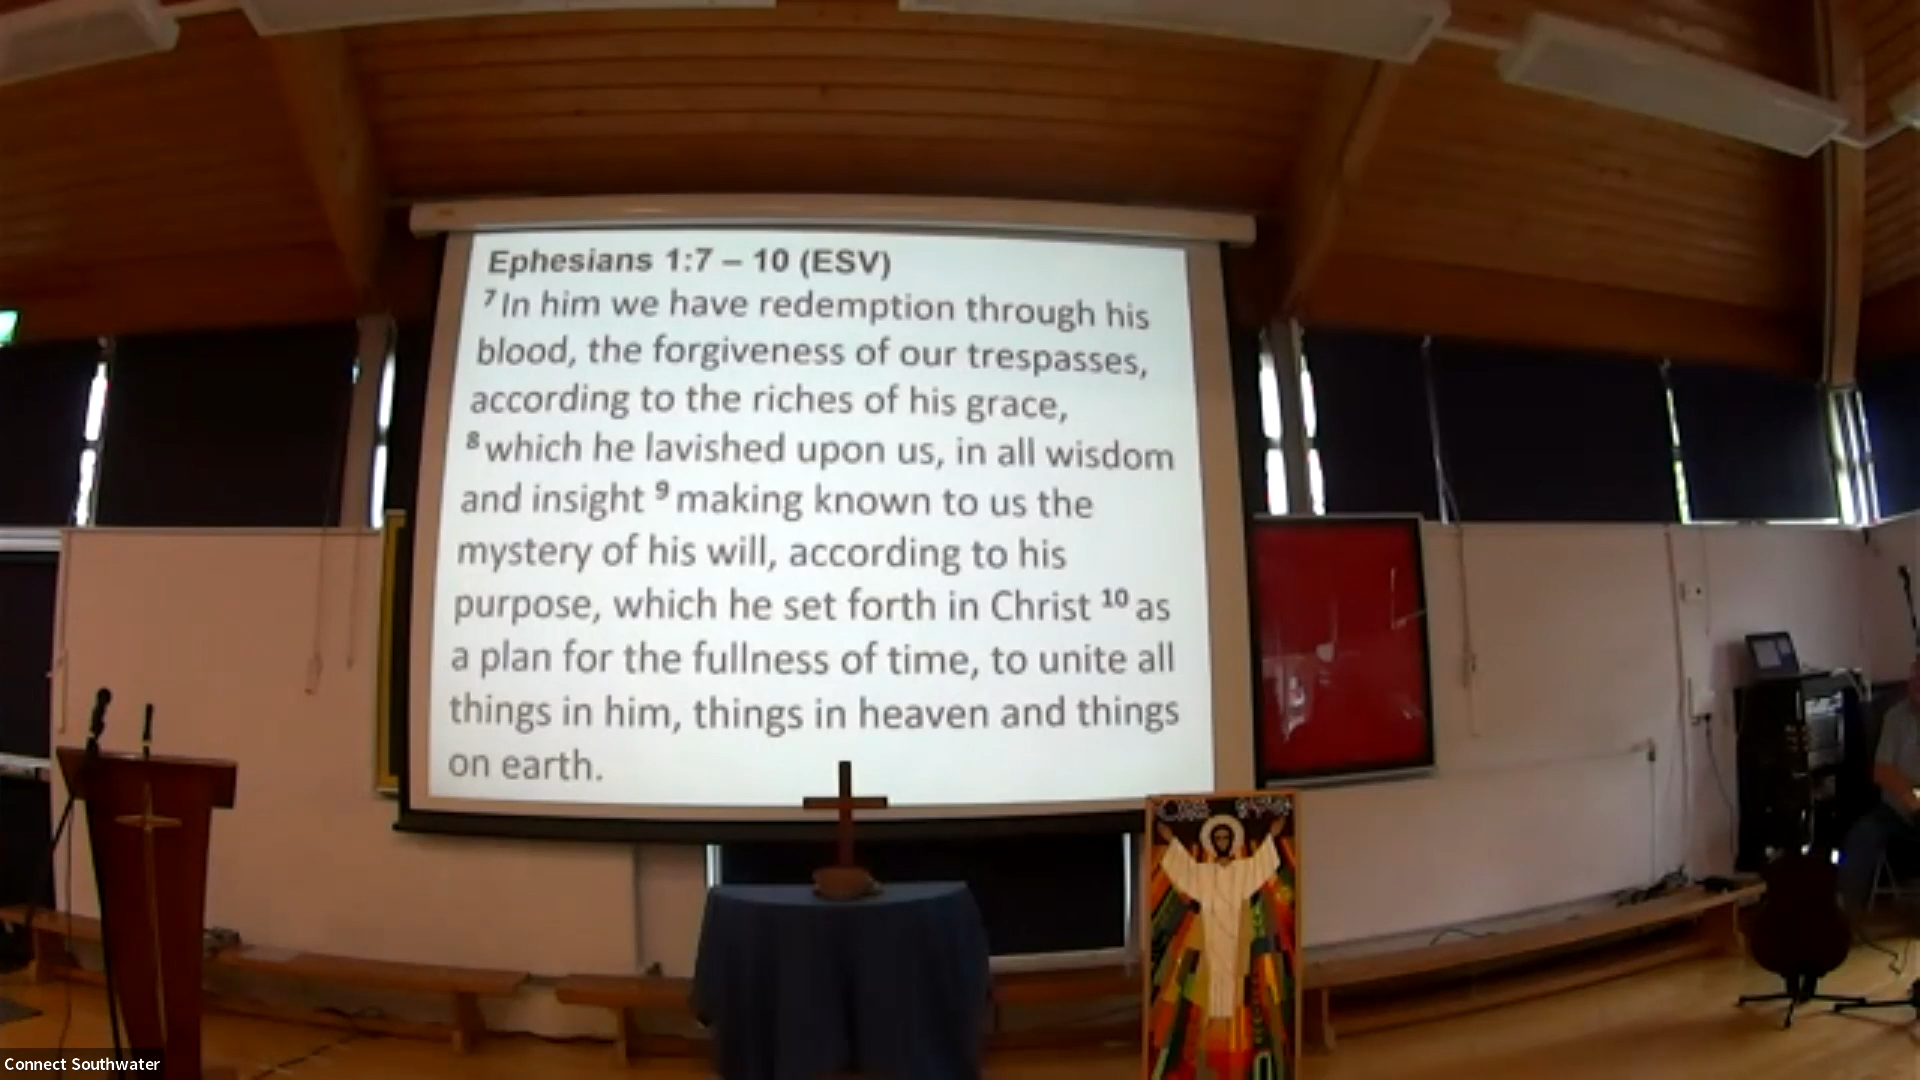 Ephesians 1:7 – 10 (ESV)
7 In him we have redemption through his
blood, the forgiveness of our trespasses,
according to the riches of his grace,
8 which he lavished upon us, in all wisdom
and insight 9 making known to us the
mystery of his will, according to his
purpose, which he set forth in Christ 10 as
a plan for the fullness of time, to unite all
things in him, things in heaven and things
on earth.
Connect Southwater